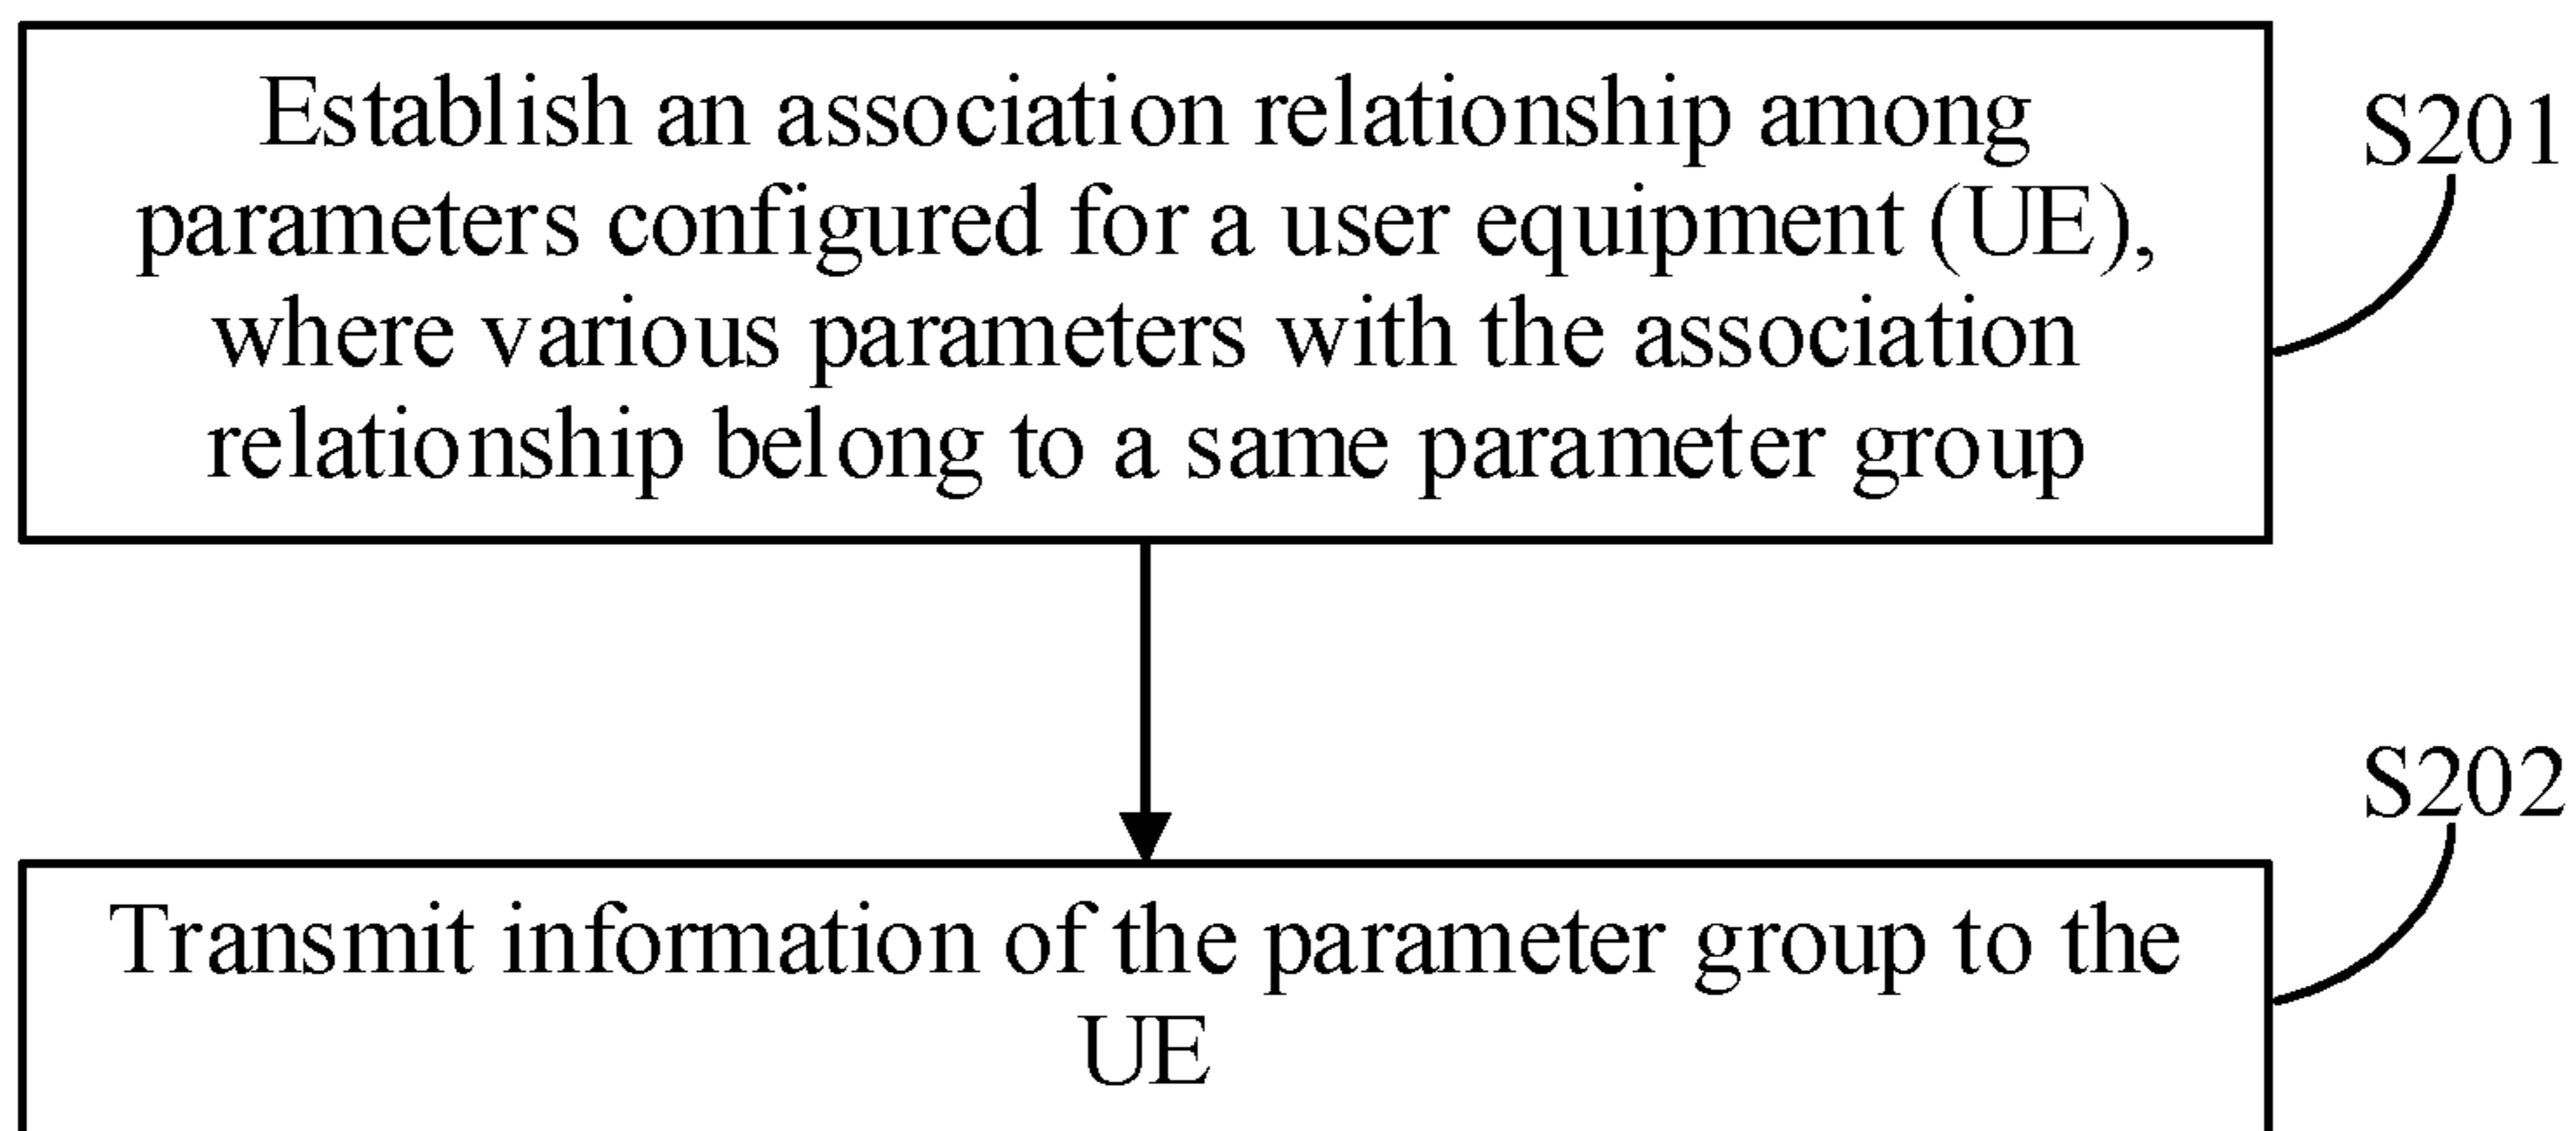 Establish an association relationship among
parameters configured for a user equipment (UE),
where various parameters with the association
relationship belong to a same parameter group
S201
Transmit information of the parameter group to the
UE
S202